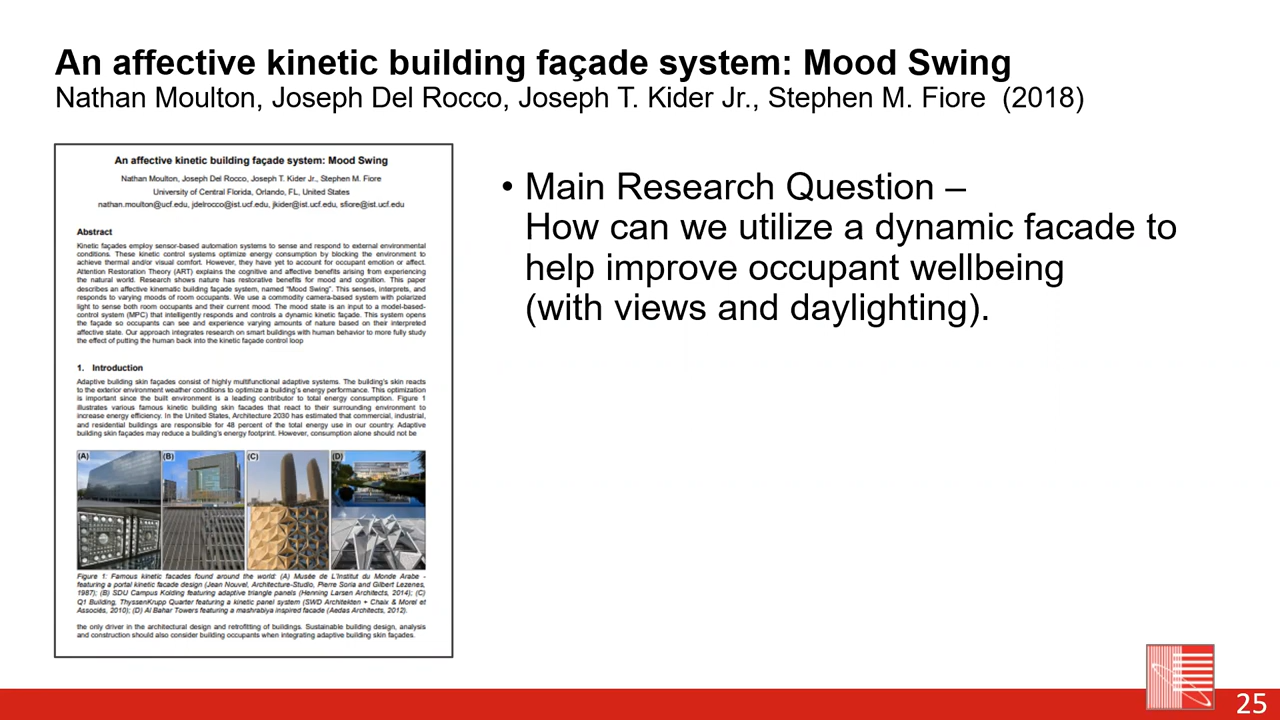 An affective kinetic building façade system: Mood Swing
Nathan Moulton, Joseph Del Rocco, Joseph T. Kider Jr., Stephen M. Fiore (2018)
An affective kinetic building façade system: Mood Swing
Nathan Moulton, Joseph Del Rocco, Joseph T. Kider Jr., Stephen M. Fiore
University of Central Florida, Orlando, FL, United States
nathan.moulton@ucf.edu, jdelrocco@ist.ucf.edu, jkider@ist.ucf.edu, sfiore@ist.ucf.edu
Abstract
Kinetic façades employ sensor-based automation systems to sense and respond to external environmental
conditions. These kinetic control systems optimize energy consumption by blocking the environment to
achieve thermal and/or visual comfort. However, they have yet to account for occupant emotion or affect.
Attention Restoration Theory (ART) explains the cognitive and affective benefits arising from experiencing
the natural world. Research shows nature has restorative benefits for mood and cognition. This paper
describes an affective kinematic building façade system, named "Mood Swing". This senses, interprets, and
responds to varying moods of room occupants. We use a commodity camera-based system with polarized
light to sense both room occupants and their current mood. The mood state is an input to a model-based-
control system (MPC) that intelligently responds and controls a dynamic kinetic façade. This system opens
the façade so occupants can see and experience varying amounts of nature based on their interpreted
affective state. Our approach integrates research on smart buildings with human behavior to more fully study
the effect of putting the human back into the kinetic façade control loop
1. Introduction
Adaptive building skin façades consist of highly multifunctional adaptive systems. The building's skin reacts
to the exterior environment weather conditions to optimize a building's energy performance. This optimization
is important since the built environment is a leading contributor to total energy consumption. Figure 1
illustrates various famous kinetic building skin facades that react to their surrounding environment to
increase energy efficiency. In the United States, Architecture 2030 has estimated that commercial, industrial,
and residential buildings are responsible for 48 percent of the total energy use in our country. Adaptive
building skin façades may reduce a building's energy footprint. However, consumption alone should not be
(A) (B) (C) (D)
Figure 1: Famous kinetic facades found around the world: (A) Musée de L'Institut du Monde Arabe -
featuring a portal kinetic facade design (Jean Nouvel, Architecture-Studio, Pierre Soria and Gilbert Lezenes,
1987); (B) SDU Campus Kolding featuring adaptive triangle panels (Henning Larsen Architects, 2014); (C)
Q1 Building, ThyssenKrupp Quarter featuring a kinetic panel system (SWD Architekten + Chaix & Morel et
Associés, 2010); (D) Al Bahar Towers featuring a mashrabiya inspired facade (Aedas Architects, 2012).
the only driver in the architectural design and retrofitting of buildings. Sustainable building design, analysis
and construction should also consider building occupants when integrating adaptive building skin façades.
• Main Research Question –
How can we utilize a dynamic facade to
help improve occupant wellbeing
(with views and daylighting).
25